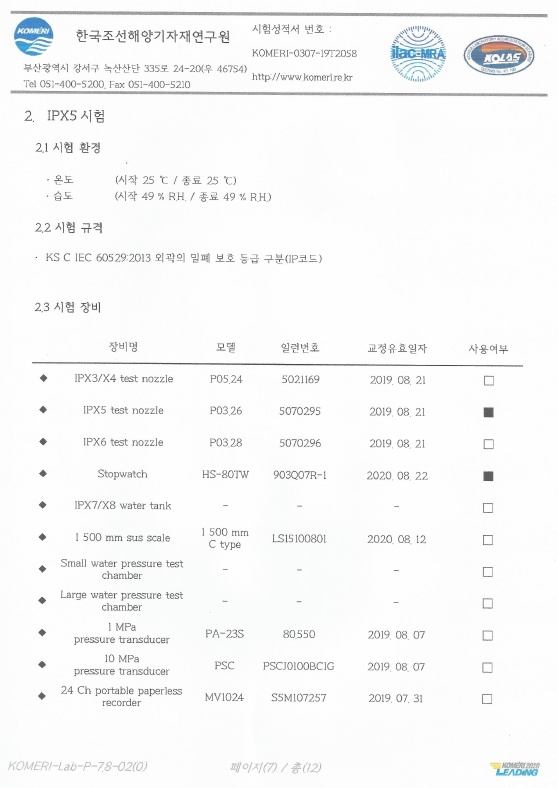 KOMERI
한국조선해양기자재연구원
부산광역시 강서구 녹산산단 335로 24-20(우 46754)
Tel 051-400-5200, Fax 051-400-5210
시험성적서 번호 :
KOMERI-0307-19T2058
http://www.komeri.re.kr
ilac-MRA
KOLAS
2. IPX5 시험
2.1 시험 환경
· 온도 (시작 25 ℃ / 종료 25 ℃)
· 습도 (시작 49 % R.H. / 종료 49 % R.H.)
2.2 시험 규격
· KS C IEC 60529:2013 외곽의 밀폐 보호 등급 구분(IP코드)
2.3 시험 장비
장비명 모델 일련번호 교정유효일자 사용여부
◆ IPX3/X4 test nozzle P05.24 5021169 2019. 08. 21 □
◆ IPX5 test nozzle P03.26 5070295 2019. 08. 21 ■
◆ IPX6 test nozzle P03.28 5070296 2019. 08. 21 □
◆ Stopwatch HS-80TW 903Q07R-1 2020. 08. 22 ■
◆ IPX7/X8 water tank - - - □
◆ 1 500 mm sus scale 1 500 mm C type LS15100801 2020. 08. 12 □
◆ Small water pressure test chamber - - - □
◆ Large water pressure test chamber - - - □
◆ 1 MPa pressure transducer PA-23S 80550 2019. 08. 07 □
◆ 10 MPa pressure transducer PSC PSCJ0100BCIG 2019. 08. 07 □
◆ 24 Ch portable paperless recorder MV1024 S5M107257 2019. 07. 31 □
KOMERI-Lab-P-7.8-02(0)
페이지(7) / 총(12)
KOMERI 2020
LEADING